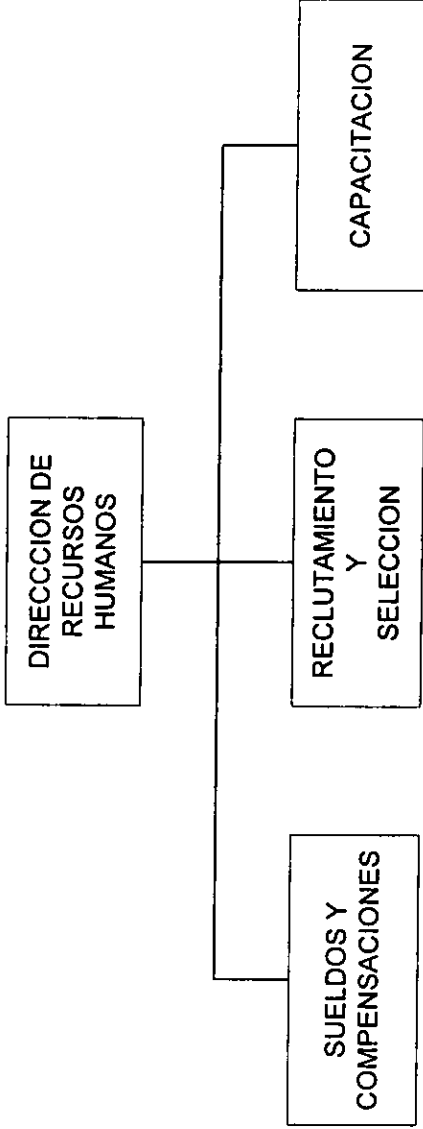 DIRECCCION DE
RECURSOS
HUMANOS
SUELDOS Y
COMPENSACIONES
RECLUTAMIENTO
Y
SELECCION
CAPACITACION